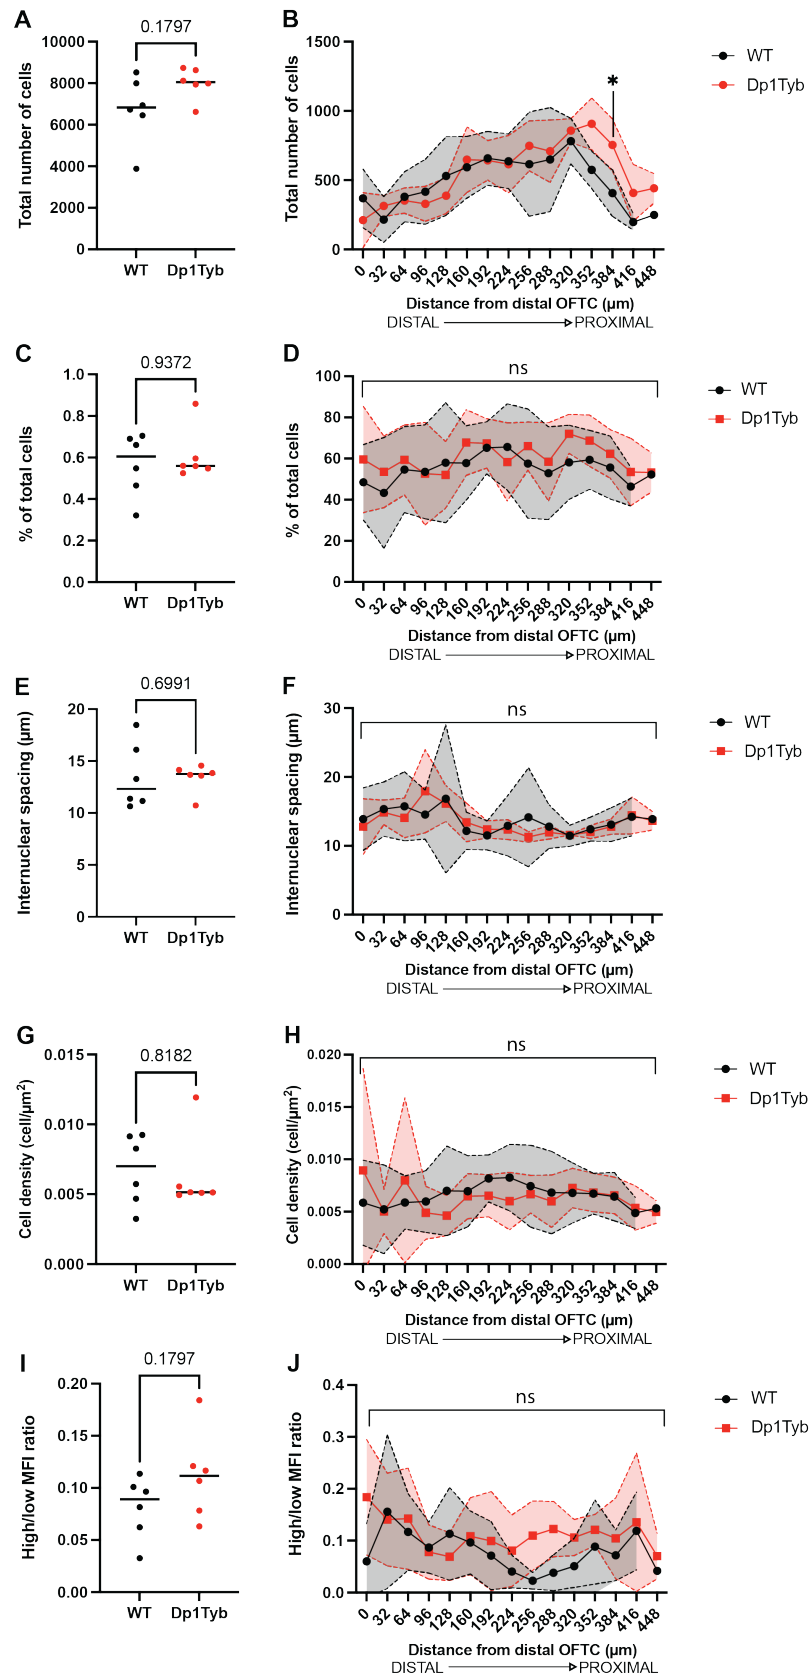 A
0.1797
Total number of cells
10000
8000
6000
4000
2000
0
WT Dp1Tyb
B
Total number of cells
1500
1000
500
0
*
WT
Dp1Tyb
0 32 64 96 128 160 192 224 256 288 320 352 384 416 448
Distance from distal OFTC (µm)
DISTAL PROXIMAL
C
0.9372
% of total cells
1.0
0.8
0.6
0.4
0.2
0.0
WT Dp1Tyb
D
ns
% of total cells
100
80
60
40
20
0
WT
Dp1Tyb
0 32 64 96 128 160 192 224 256 288 320 352 384 416 448
Distance from distal OFTC (µm)
DISTAL PROXIMAL
E
0.6991
Internuclear spacing (µm)
20
15
10
5
0
WT Dp1Tyb
F
ns
Internuclear spacing (µm)
30
20
10
0
WT
Dp1Tyb
0 32 64 96 128 160 192 224 256 288 320 352 384 416 448
Distance from distal OFTC (µm)
DISTAL PROXIMAL
G
0.8182
Cell density (cell/µm²)
0.015
0.010
0.005
0.000
WT Dp1Tyb
H
ns
Cell density (cell/µm²)
0.020
0.015
0.010
0.005
0.000
WT
Dp1Tyb
0 32 64 96 128 160 192 224 256 288 320 352 384 416 448
Distance from distal OFTC (µm)
DISTAL PROXIMAL
I
0.1797
High/low MFI ratio
0.20
0.15
0.10
0.05
0.00
WT Dp1Tyb
J
ns
High/low MFI ratio
0.4
0.3
0.2
0.1
0.0
WT
Dp1Tyb
0 32 64 96 128 160 192 224 256 288 320 352 384 416 448
Distance from distal OFTC (µm)
DISTAL PROXIMAL